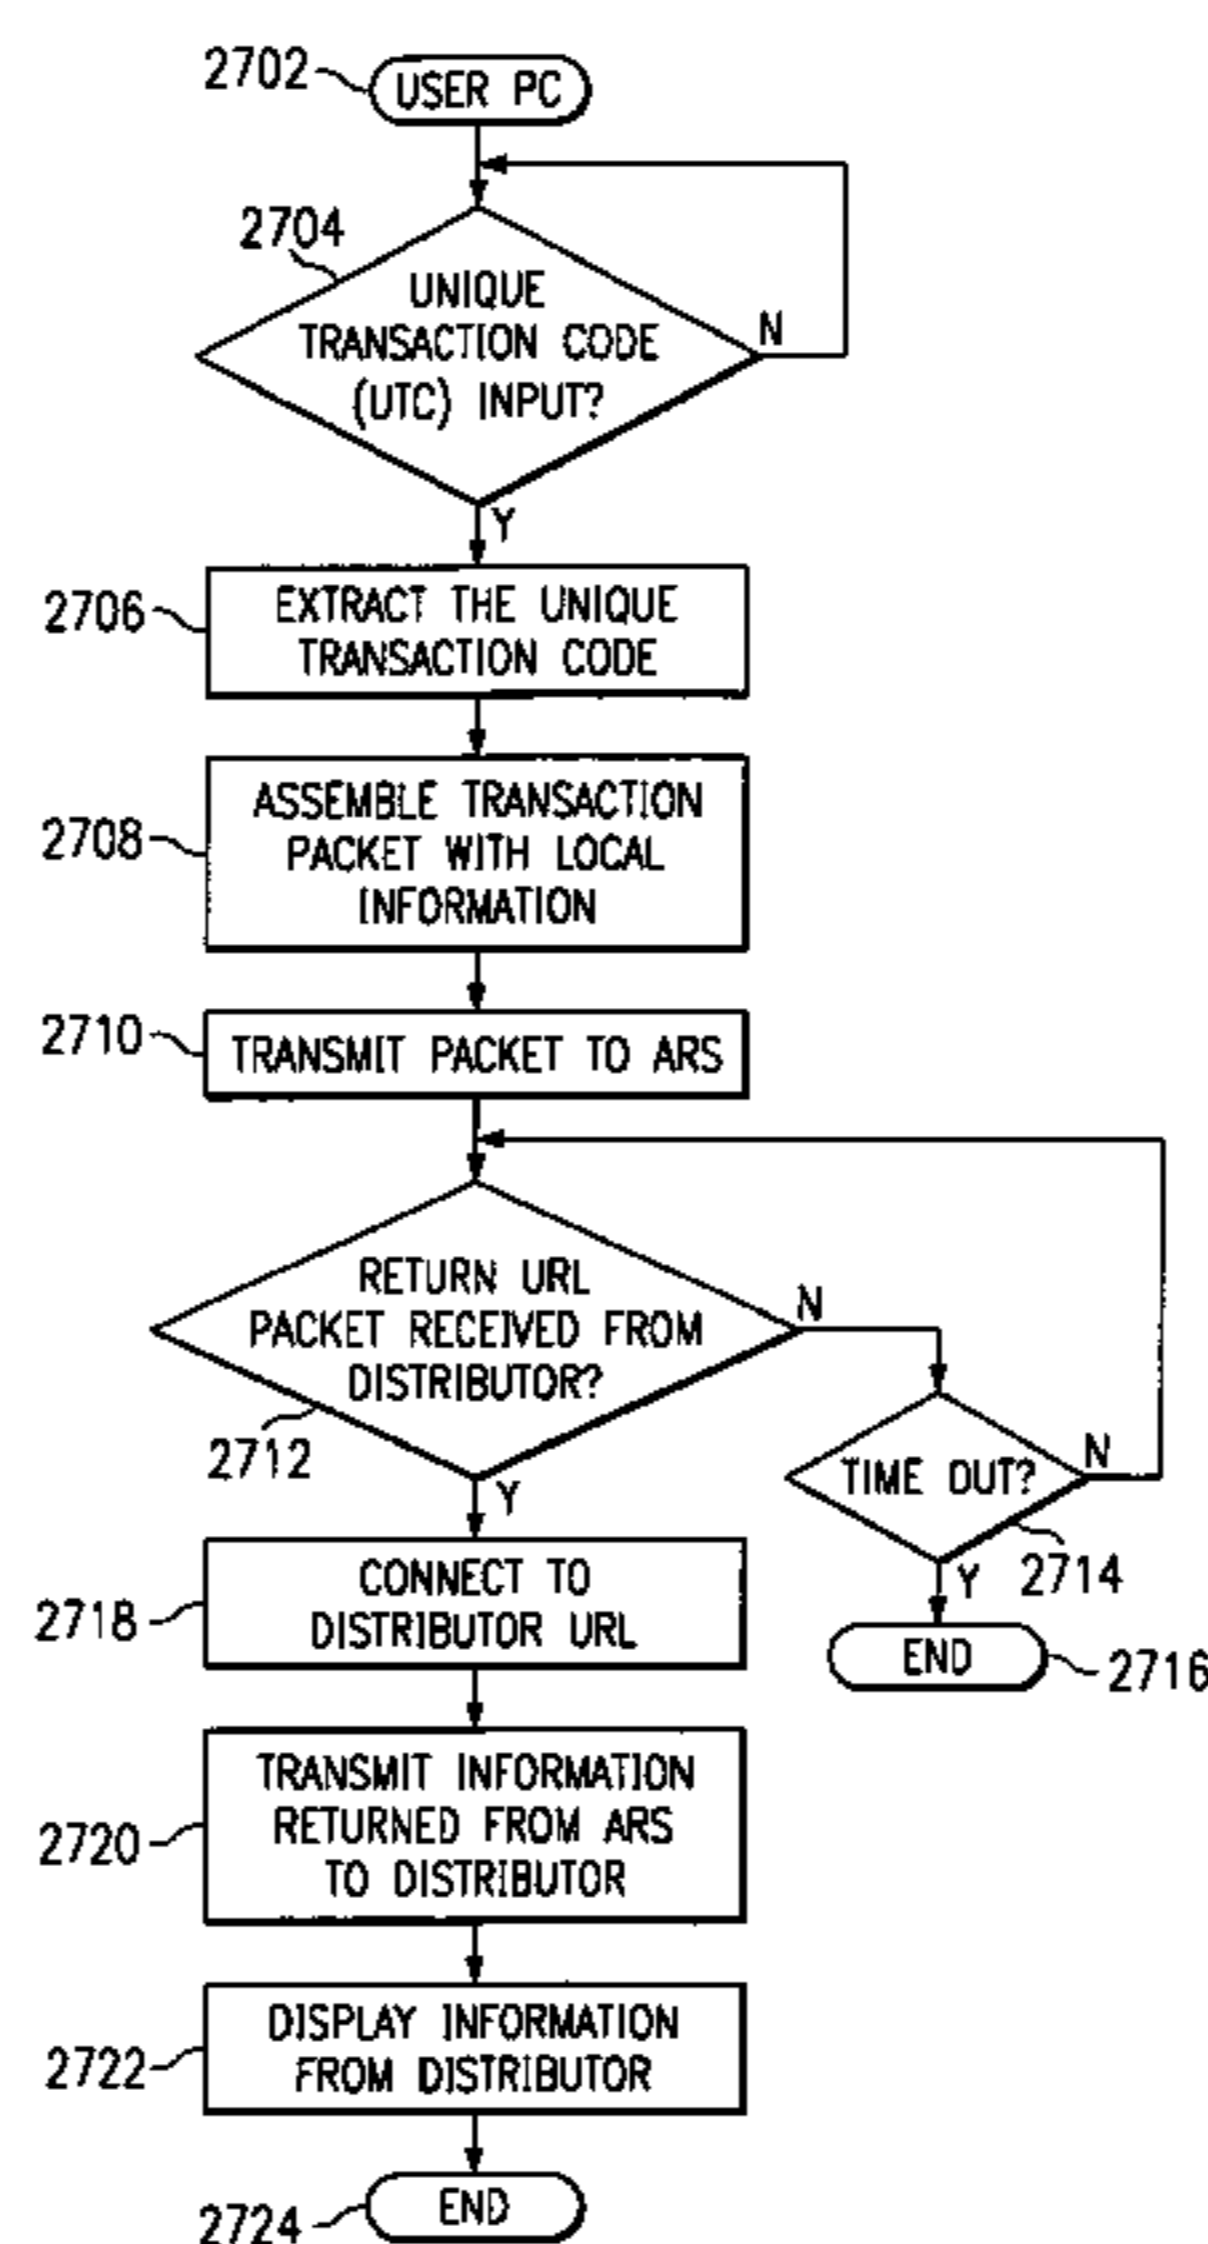 2702
USER PC
2704
UNIQUE
TRANSACTION CODE
(UTC) INPUT?
N
Y
2706
EXTRACT THE UNIQUE
TRANSACTION CODE
2708
ASSEMBLE TRANSACTION
PACKET WITH LOCAL
INFORMATION
2710
TRANSMIT PACKET TO ARS
RETURN URL
PACKET RECEIVED FROM
DISTRIBUTOR?
N
2712
Y
TIME OUT?
N
2714
Y
END
2716
2718
CONNECT TO
DISTRIBUTOR URL
2720
TRANSMIT INFORMATION
RETURNED FROM ARS
TO DISTRIBUTOR
2722
DISPLAY INFORMATION
FROM DISTRIBUTOR
2724
END